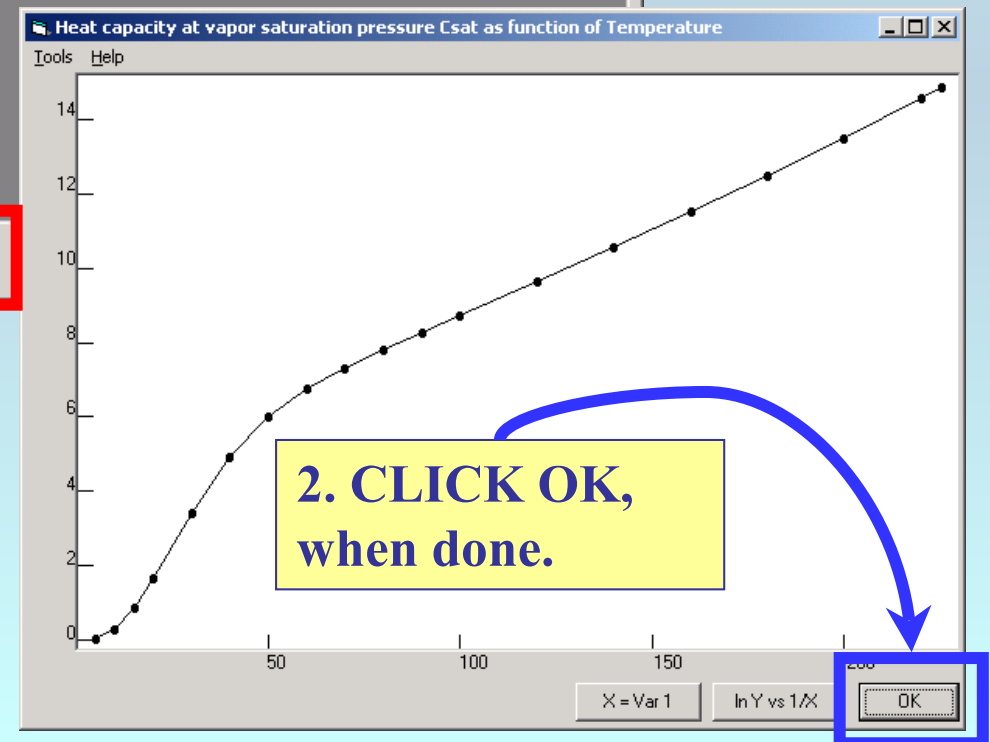 Heat capacity at vapor saturation pressure Csat as function of Temperature
Tools Help
14
12
10
8
6
4
2
0
2. CLICK OK,
when done.
50 100 150 200
X = Var 1 ln Y vs 1/X OK